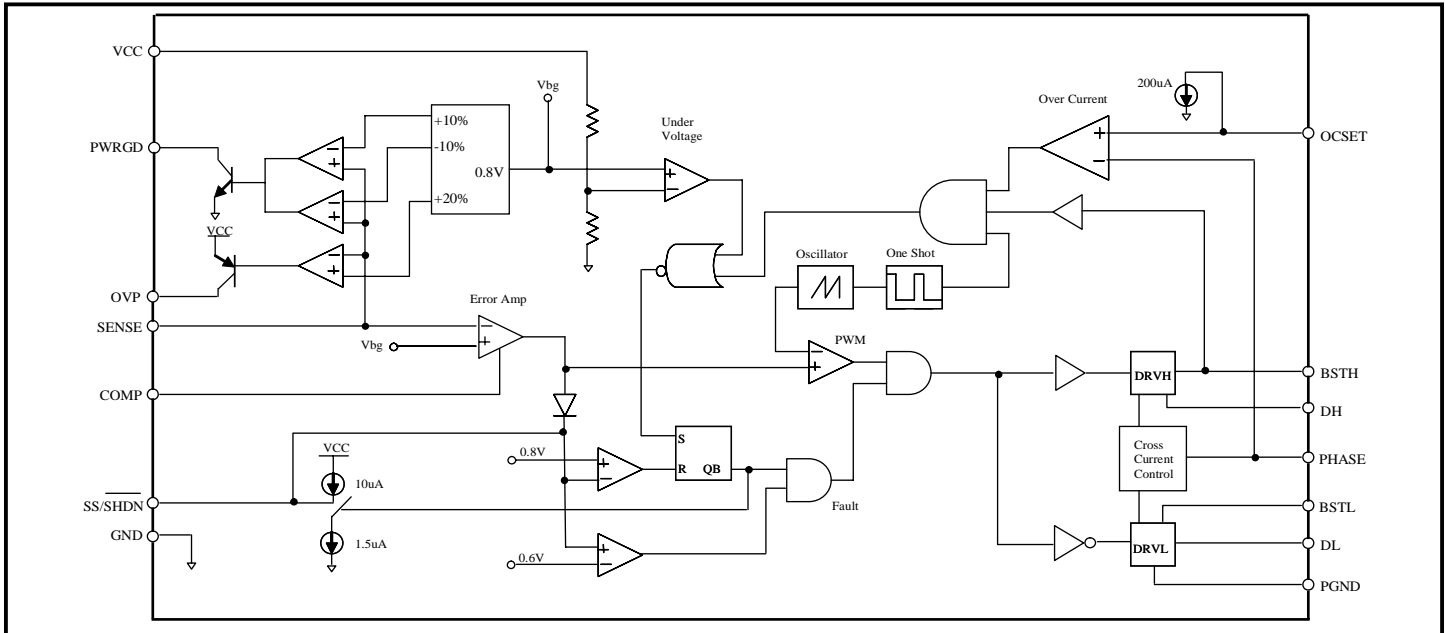 VCC
Vbg
200uA
Over Current
Under
Voltage
+10%
PWRGD
-10%
+
-
OCSET
0.8V
+20%
VCC
Oscillator
One Shot
OVP
Error Amp
SENSE
Vbg
PWM
COMP
DRVH
BSTH
DH
S
R QB
0.8V
VCC
Cross
Current
Control
PHASE
10uA
SS/SHDN
Fault
BSTL
GND
1.5uA
0.6V
DRVL
DL
PGND